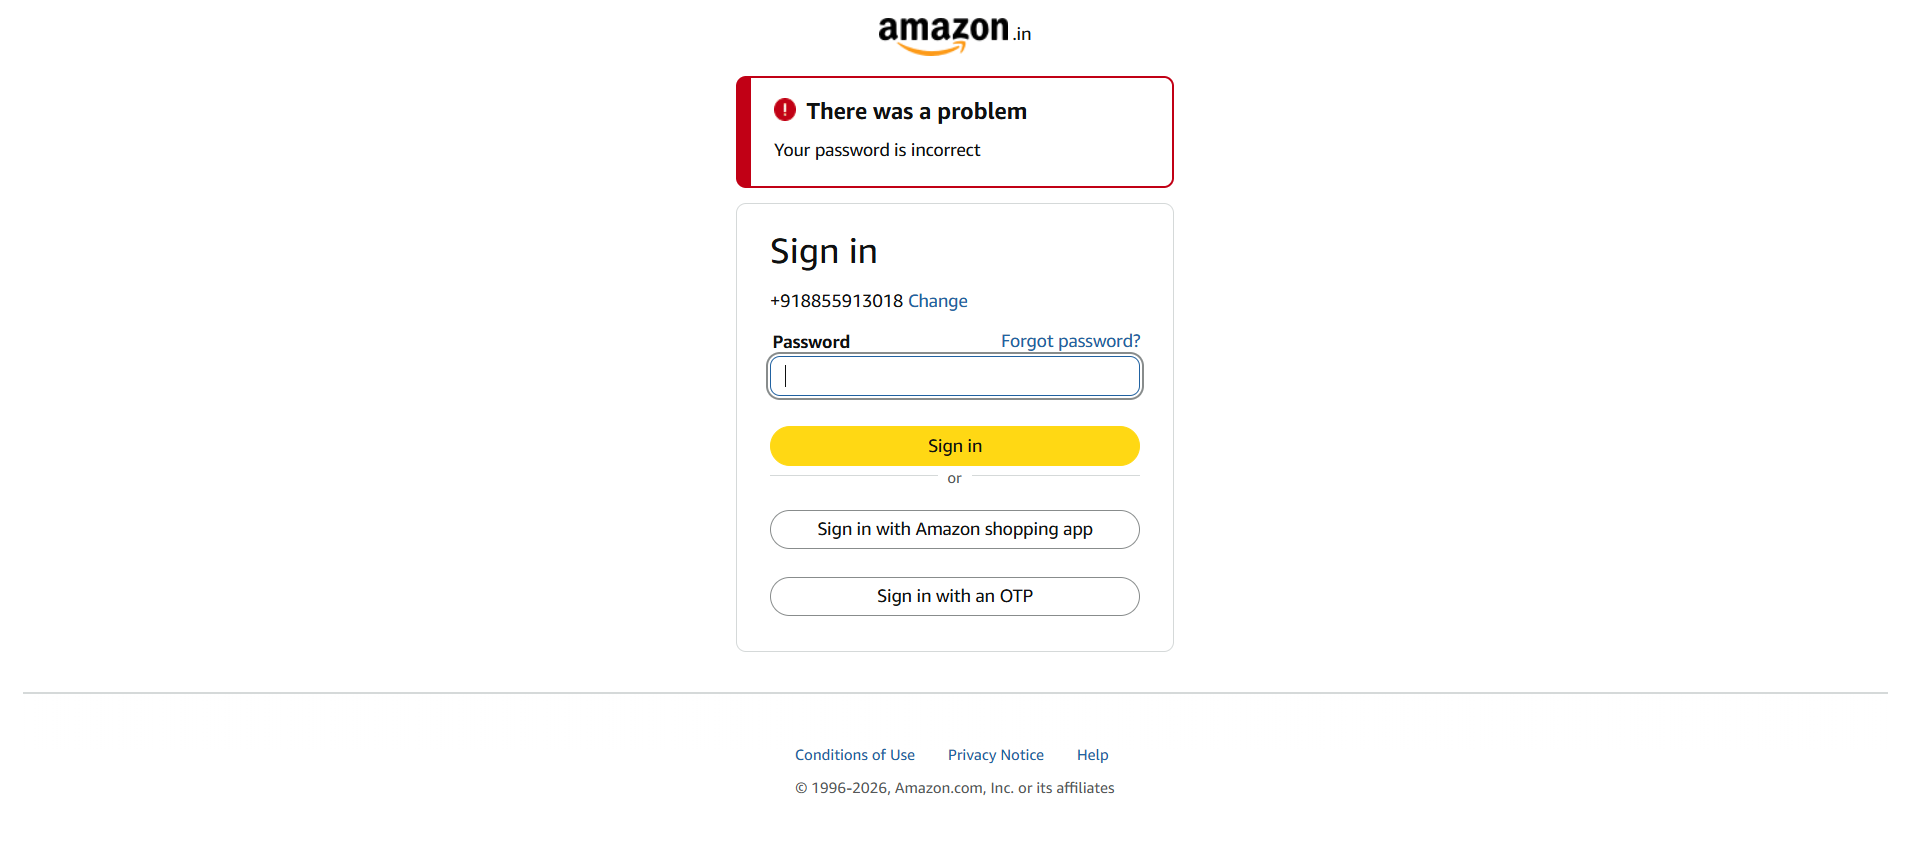 amazon.in
There was a problem
Your password is incorrect
Sign in
+918855913018 Change
Password Forgot password?
Sign in
or
Sign in with Amazon shopping app
Sign in with an OTP
Conditions of Use Privacy Notice Help
© 1996-2026, Amazon.com, Inc. or its affiliates